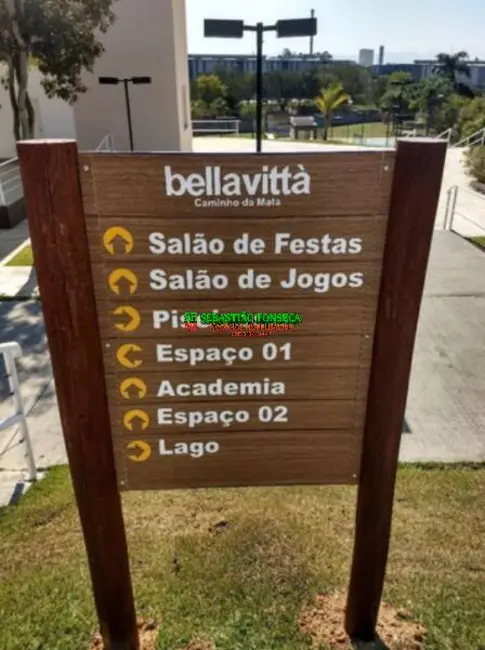 bellavittà
Caminho da Mata
Salão de Festas
Salão de Jogos
SF SEBASTIÃO FONSECA
Espaço 01
Academia
Espaço 02
Lago